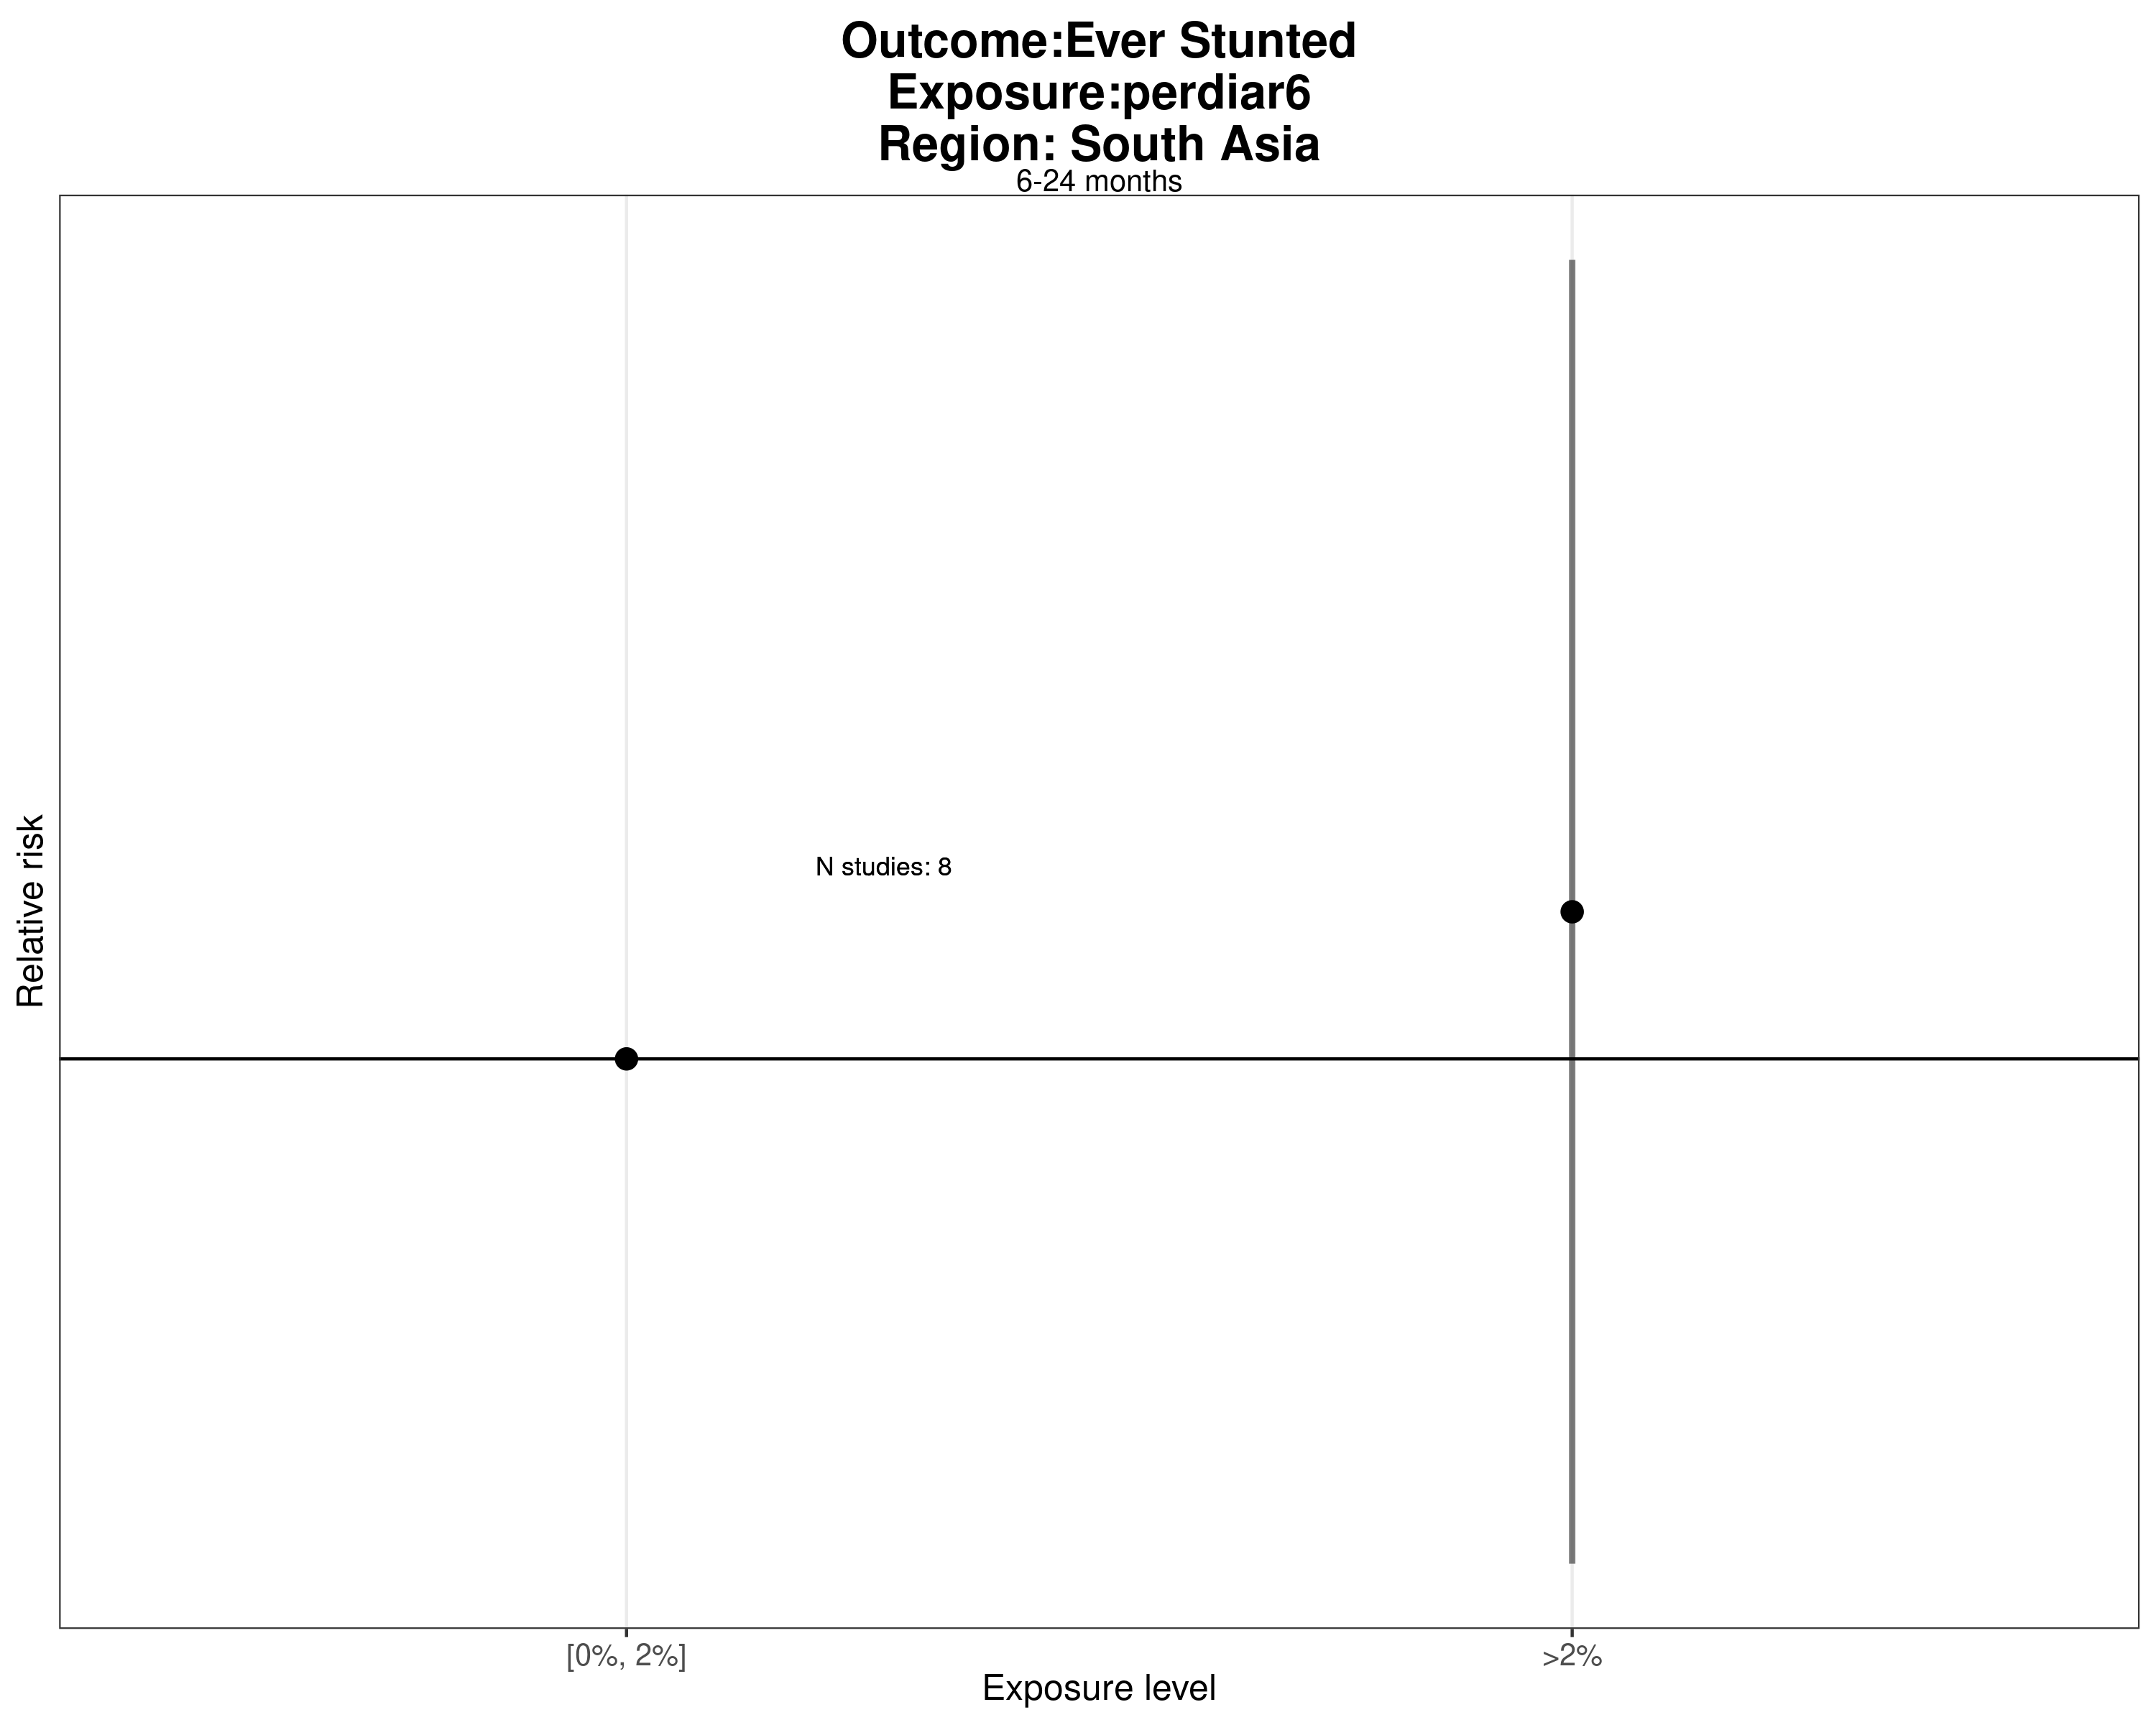 Outcome:Ever Stunted
Exposure:perdiar6
Region: South Asia
6-24 months
Relative risk
N studies: 8
[0%, 2%]
>2%
Exposure level